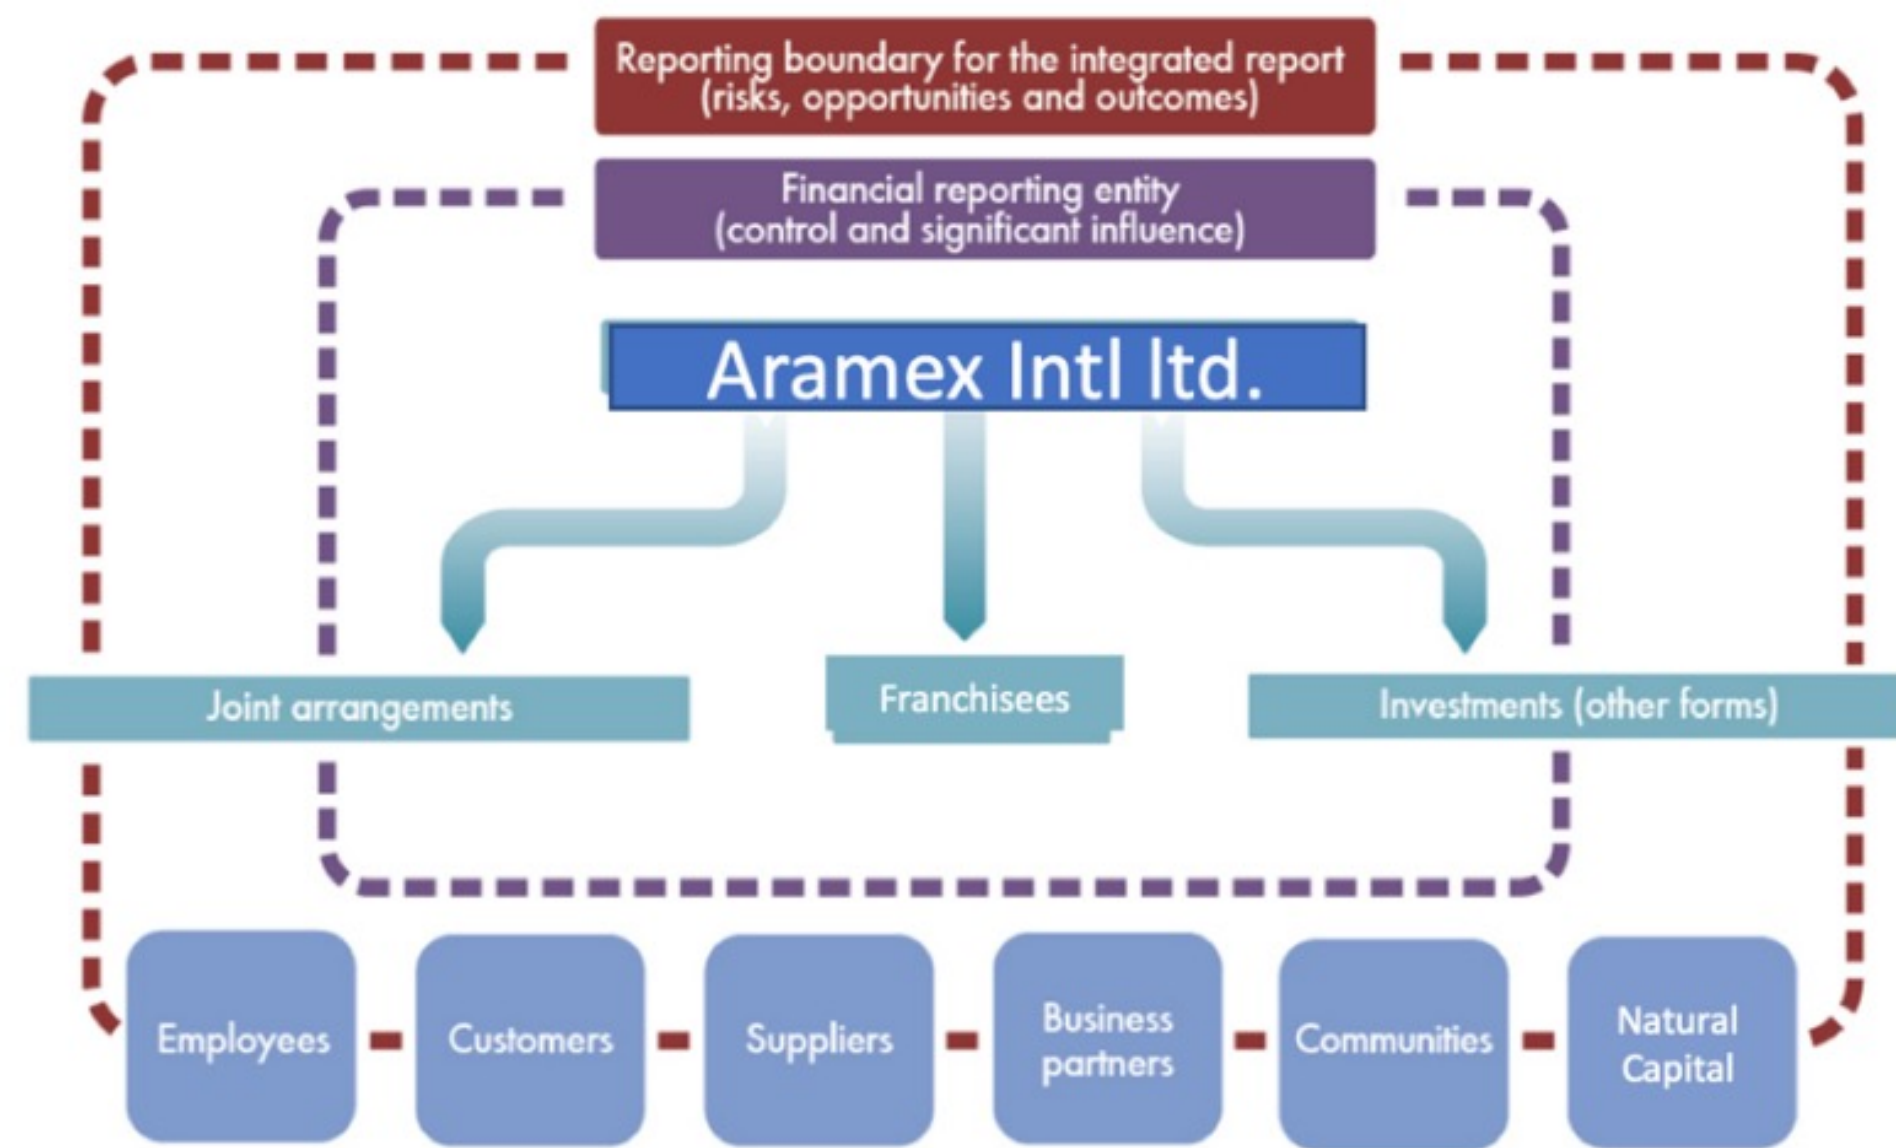 Reporting boundary for the integrated report
(risks, opportunities and outcomes)
Financial reporting entity
(control and significant influence)
Aramex Intl ltd.
Joint arrangements
Franchisees
Investments (other forms)
Employees
Customers
Suppliers
Business
partners
Communities
Natural
Capital